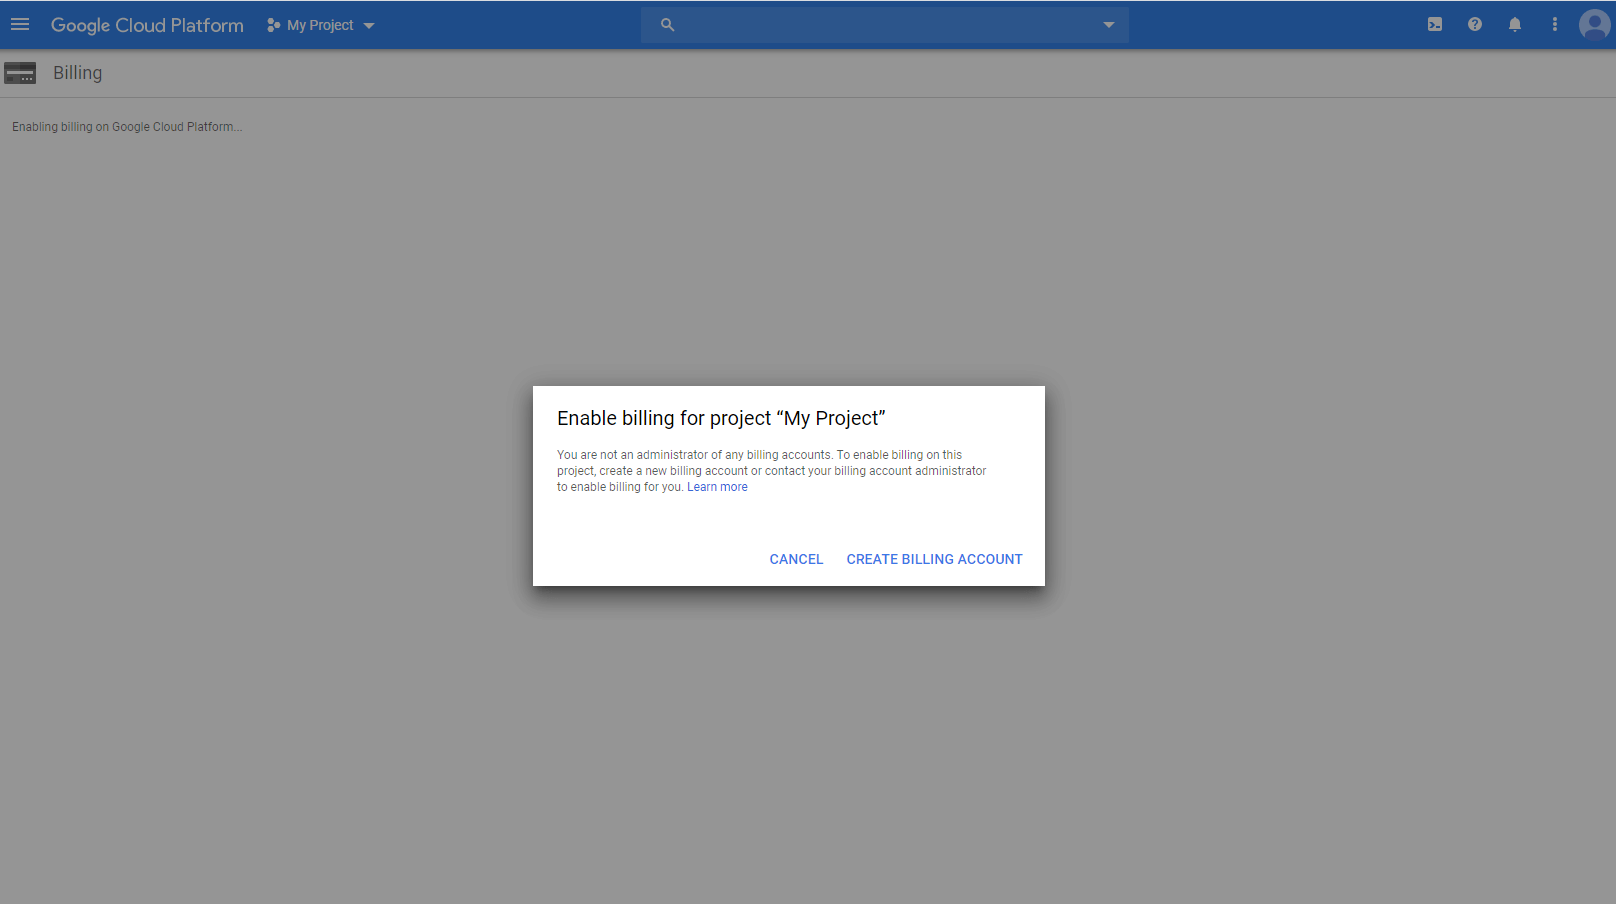 Google Cloud Platform My Project
Billing
Enabling billing on Google Cloud Platform...
Enable billing for project “My Project”
You are not an administrator of any billing accounts. To enable billing on this
project, create a new billing account or contact your billing account administrator
to enable billing for you. Learn more
CANCEL CREATE BILLING ACCOUNT